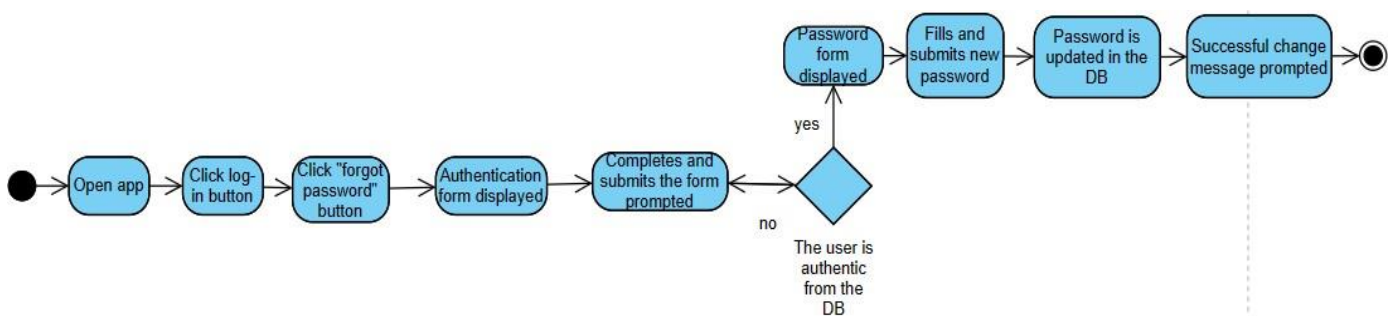 Open app
Click log-
in button
Click "forgot
password"
button
Authentication
form displayed
Completes and
submits the form
prompted
no
The user is
authentic
from the
DB
yes
Password
form
displayed
Fills and
submits new
password
Password is
updated in the
DB
Successful change
message prompted